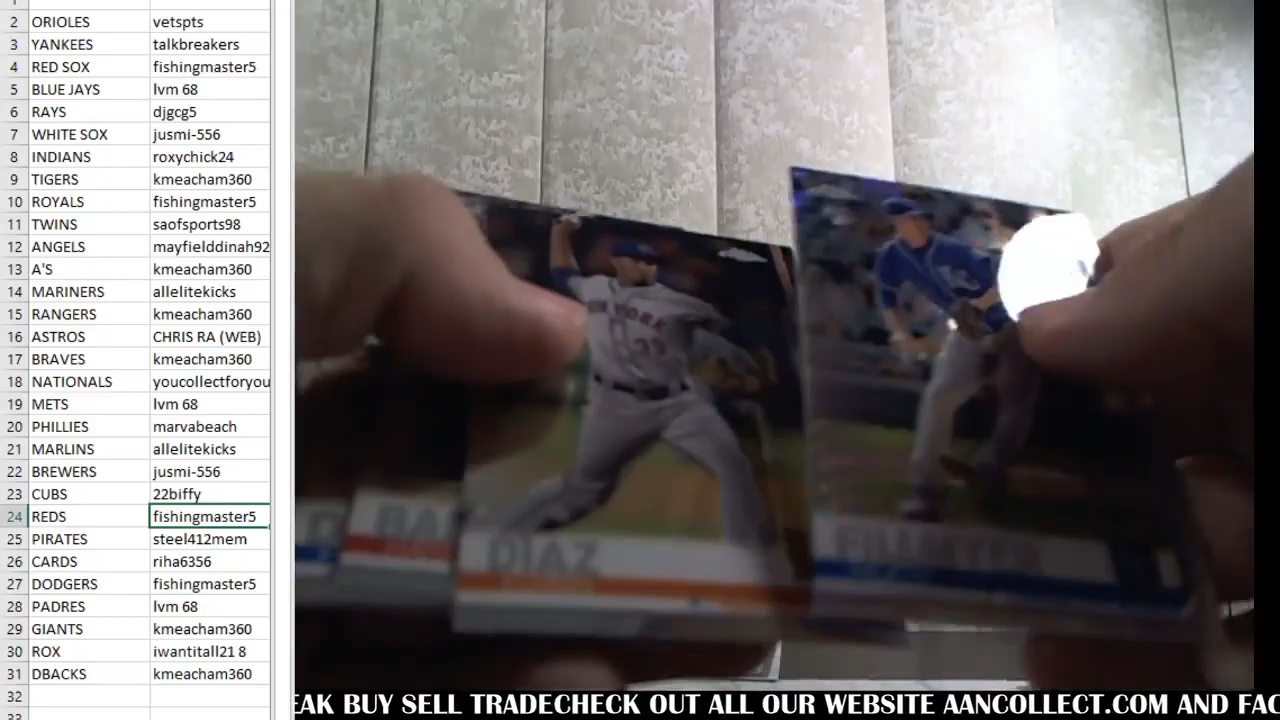 2 ORIOLES vetspts
3 YANKEES talkbreakers
4 RED SOX fishingmaster5
5 BLUE JAYS lvm 68
6 RAYS djgcg5
7 WHITE SOX jusmi-556
8 INDIANS roxychick24
9 TIGERS kmeacham360
10 ROYALS fishingmaster5
11 TWINS saofsports98
12 ANGELS mayfielddinah92
13 A'S kmeacham360
14 MARINERS allelitekicks
15 RANGERS kmeacham360
16 ASTROS CHRIS RA (WEB)
17 BRAVES kmeacham360
18 NATIONALS youcollectforyou
19 METS lvm 68
20 PHILLIES marvabeach
21 MARLINS allelitekicks
22 BREWERS jusmi-556
23 CUBS 22biffy
24 REDS fishingmaster5
25 PIRATES steel412mem
26 CARDS riha6356
27 DODGERS fishingmaster5
28 PADRES lvm 68
29 GIANTS kmeacham360
30 ROX iwantitall21 8
31 DBACKS kmeacham360
32
33
BA
DIAZ
EAK BUY SELL TRADECHECK OUT ALL OUR WEBSITE AANCOLLECT.COM AND FAC